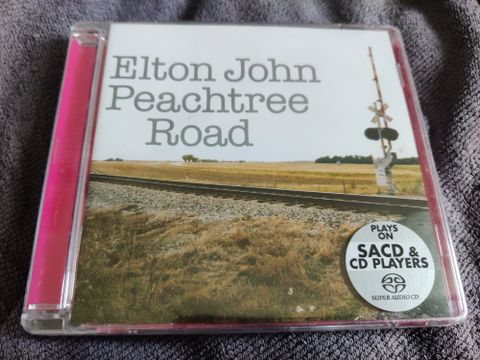 Elton John
Peachtree
Road
PLAYS
ON
SACD &
CD PLAYERS
SUPER AUDIO CD